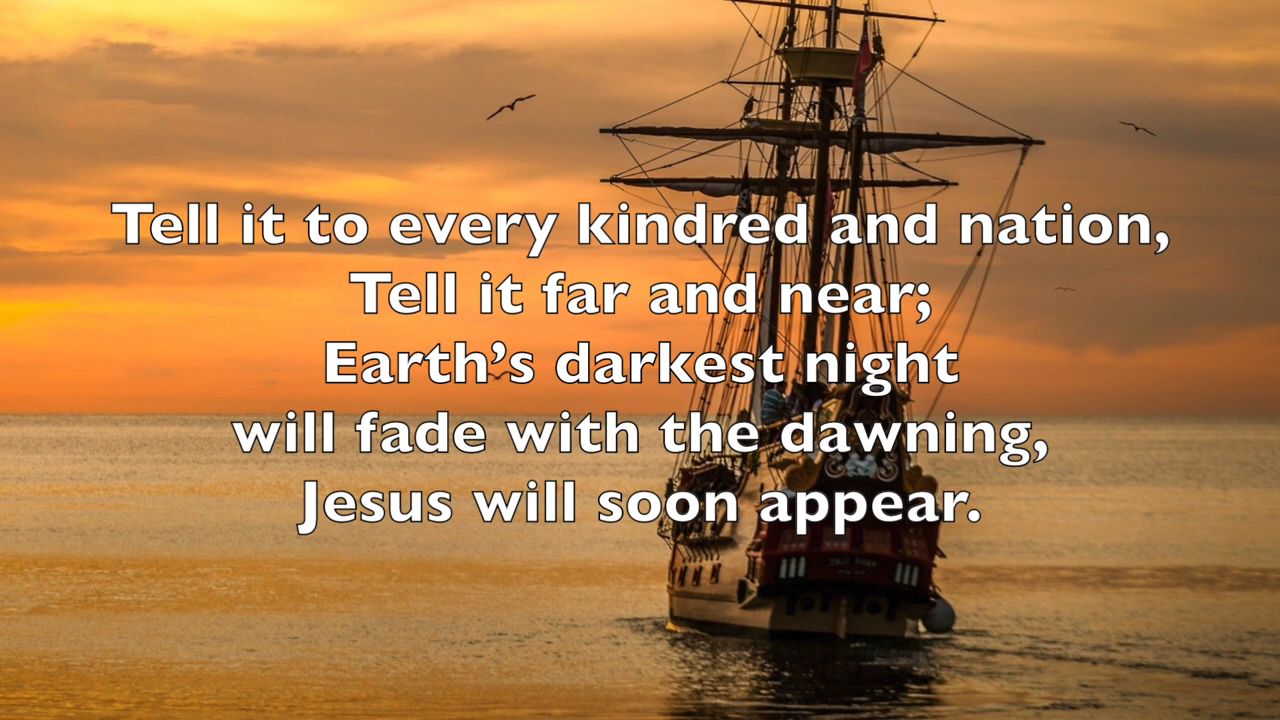 Tell it to every kindred and nation,
Tell it far and near;
Earth’s darkest night
will fade with the dawning,
Jesus will soon appear.